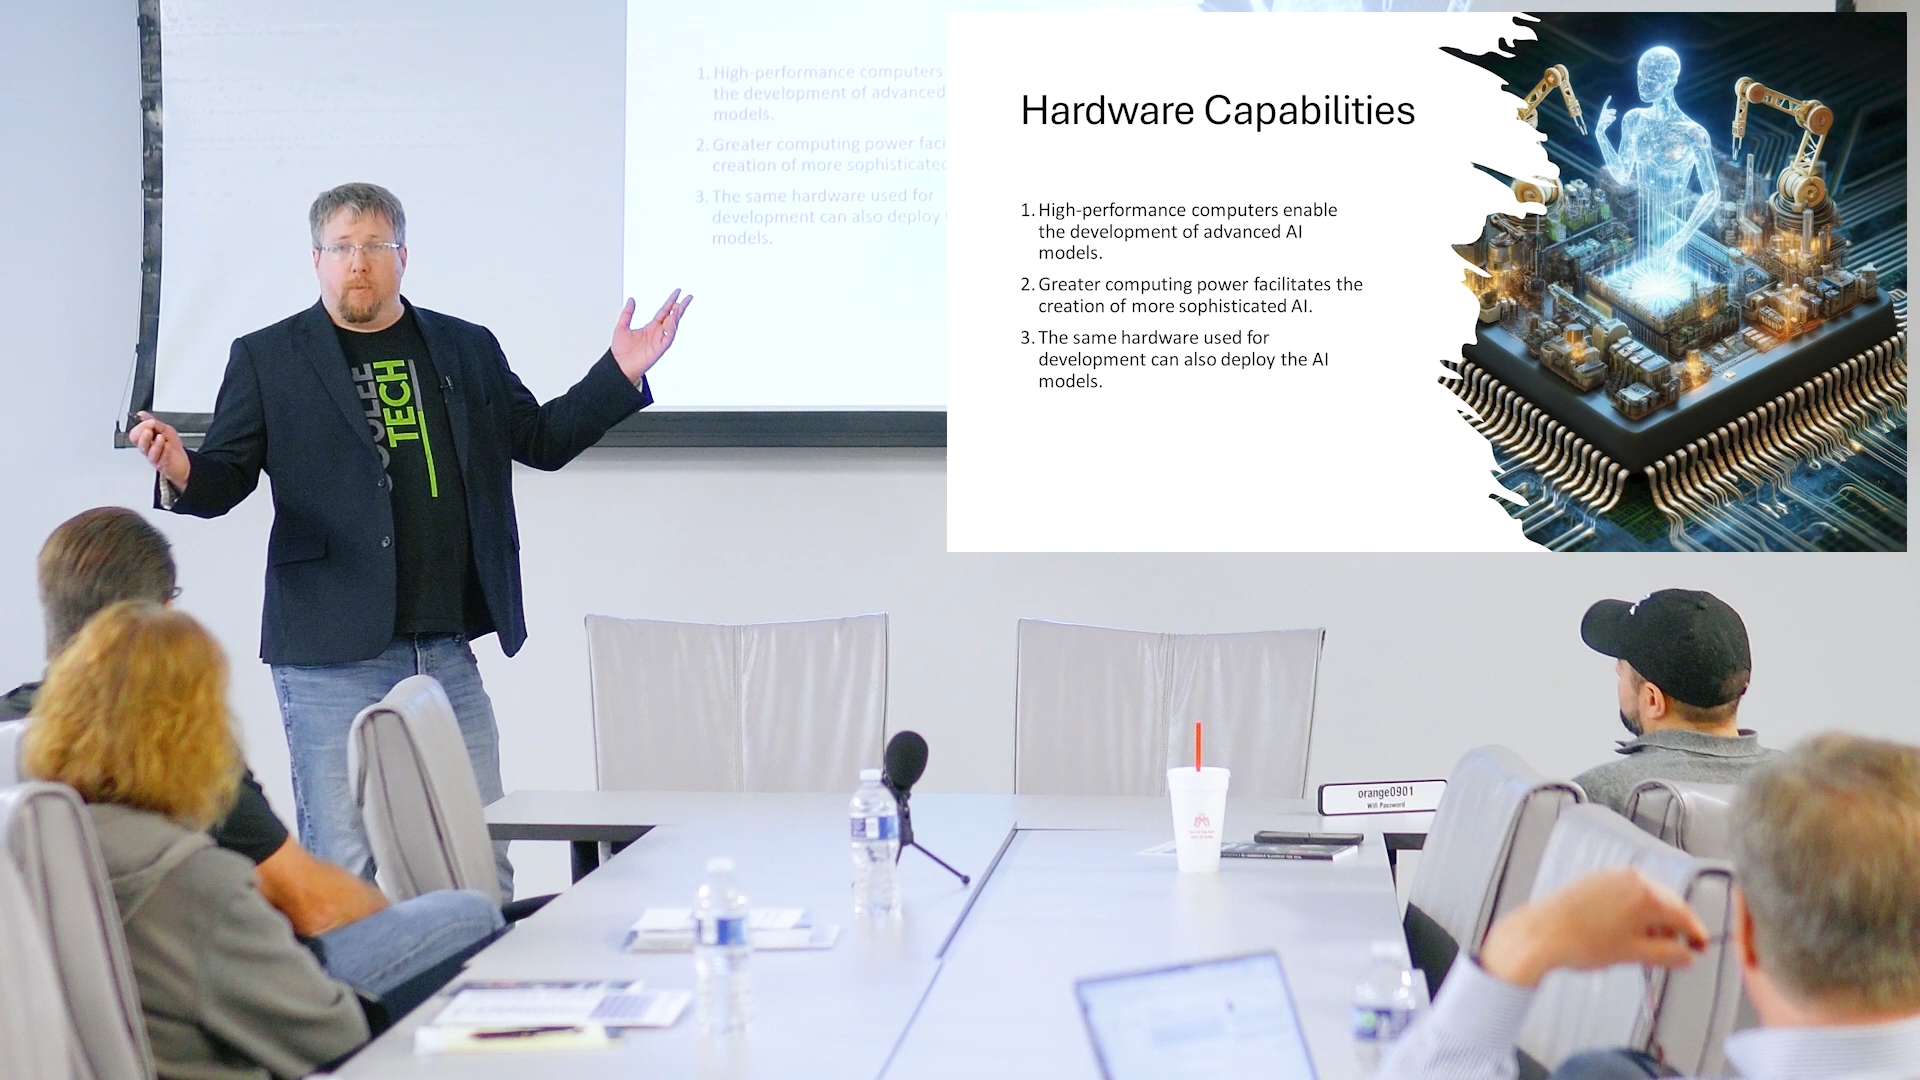 1. High-performance computers
the development of advanced
models.
2. Greater computing power
creation of more sophisticated
3. The same hardware used for
development can also deploy
models.
Hardware Capabilities
1. High-performance computers enable
the development of advanced AI
models.
2. Greater computing power facilitates the
creation of more sophisticated AI.
3. The same hardware used for
development can also deploy the AI
models.
TECH
orange0901
Wifi Password